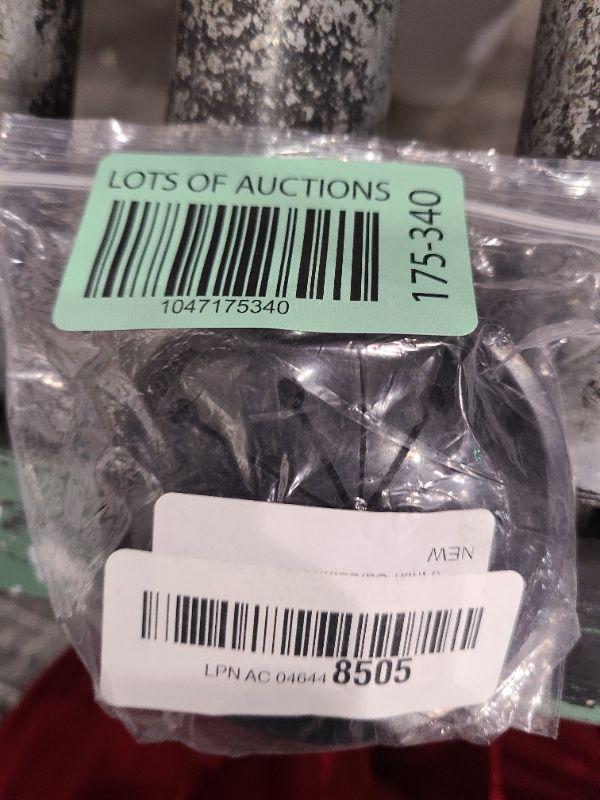 LOTS OF AUCTIONS
175-340
1047175340
NEW
LPN AC 04644 8505